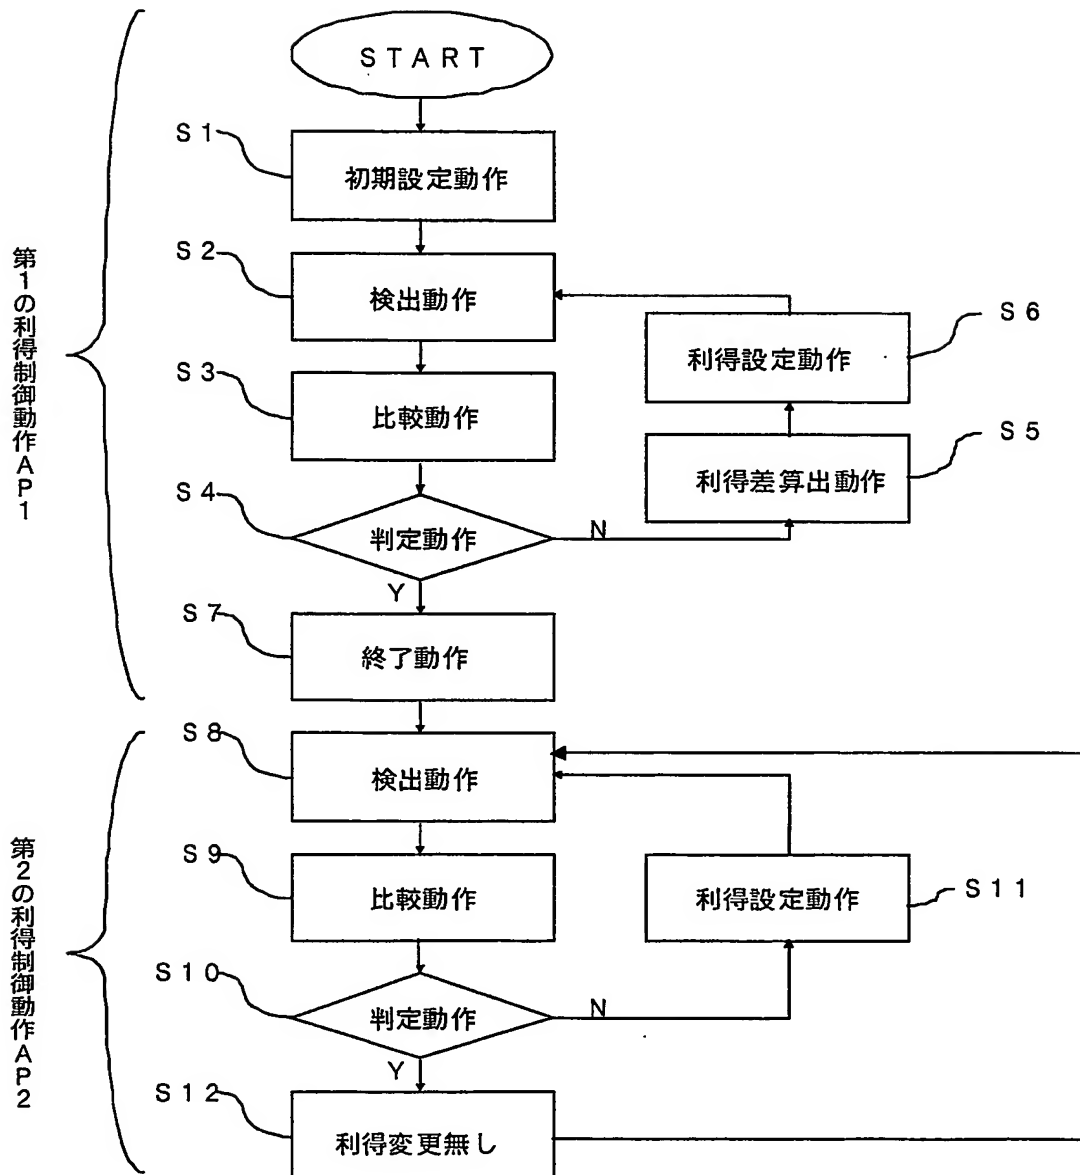 START
S1
初期設定動作
S2
検出動作
S6
利得設定動作
S3
比較動作
S5
利得差算出動作
S4
判定動作
N
Y
S7
終了動作
第1の利得制御動作AP1
S8
検出動作
S9
比較動作
利得設定動作
S11
S10
判定動作
N
Y
S12
利得変更無し
第2の利得制御動作AP2